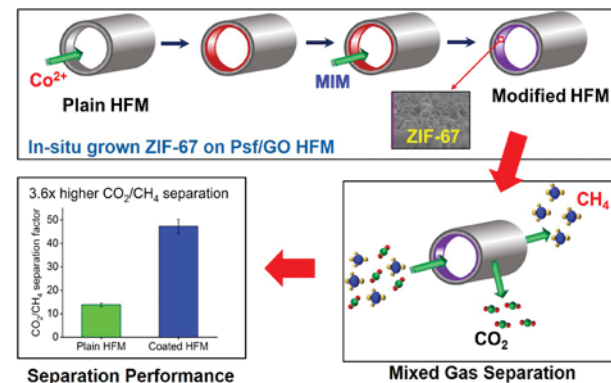 Co2+
MIM
Plain HFM
Modified HFM
ZIF-67
In-situ grown ZIF-67 on Psf/GO HFM
3.6x higher CO2/CH4 separation
CO2/CH4 separation factor
50
40
30
20
10
0
Plain HFM
Coated HFM
Separation Performance
CH4
CO2
Mixed Gas Separation